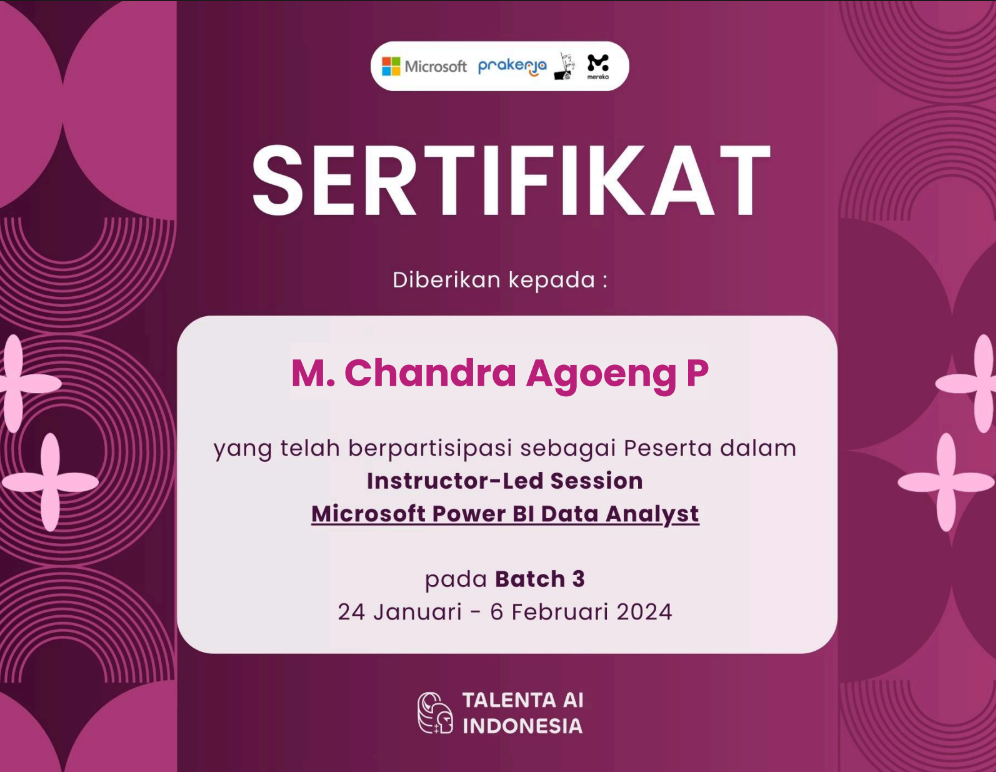 Microsoft prakerja mereka
SERTIFIKAT
Diberikan kepada :
M. Chandra Agoeng P
yang telah berpartisipasi sebagai Peserta dalam
Instructor-Led Session
Microsoft Power BI Data Analyst
pada Batch 3
24 Januari - 6 Februari 2024
TALENTA AI
INDONESIA